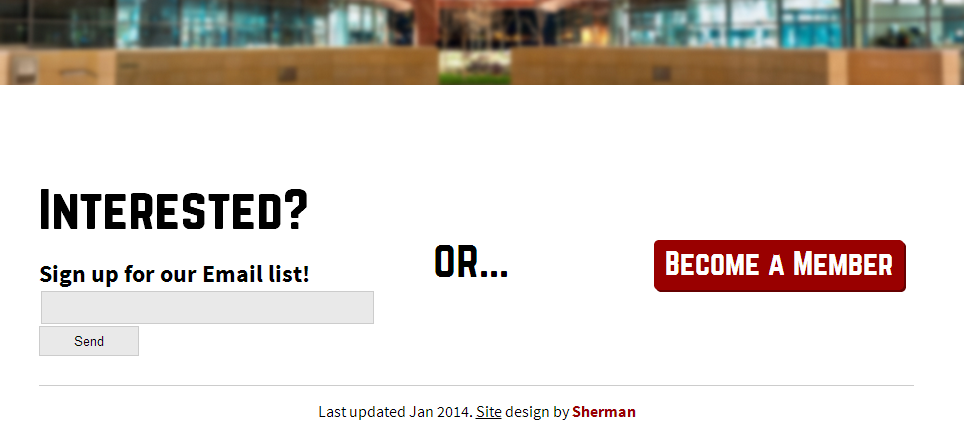 Interested?
Sign up for our Email list!
Send
OR...
Become a Member
Last updated Jan 2014. Site design by Sherman